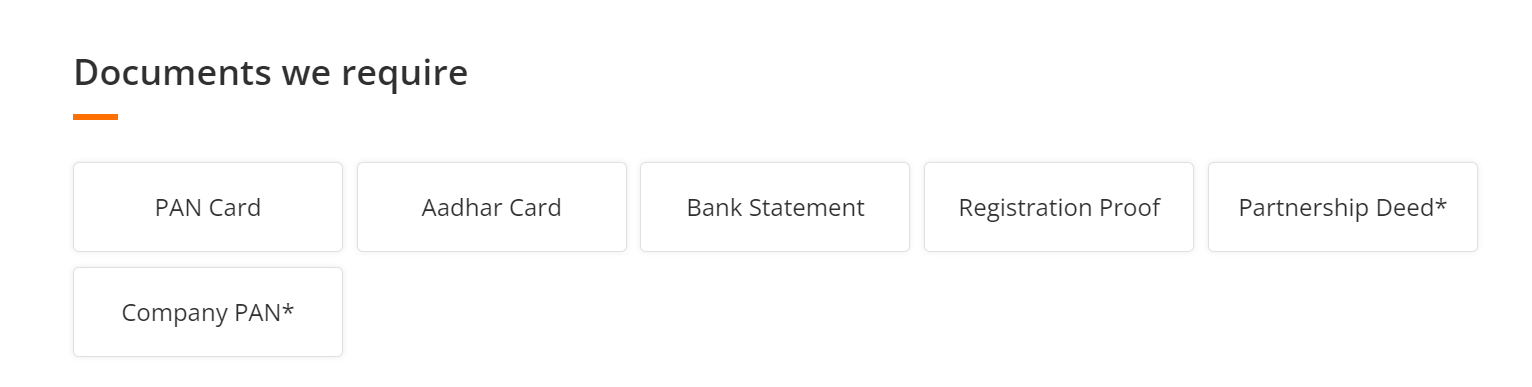 Documents we require
PAN Card
Aadhar Card
Bank Statement
Registration Proof
Partnership Deed*
Company PAN*